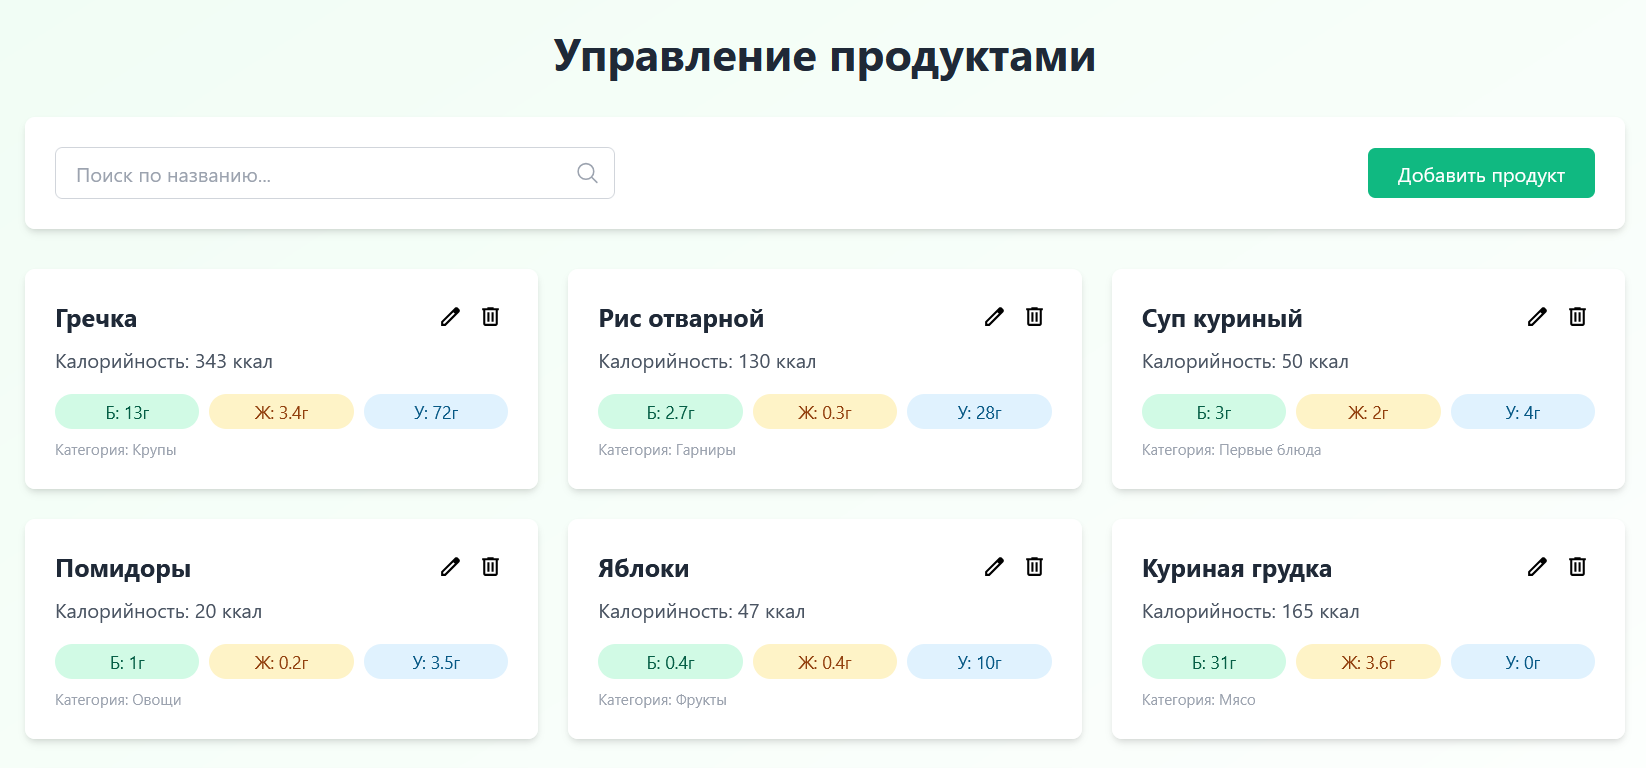 Управление продуктами
Поиск по названию...
Добавить продукт
Гречка
Калорийность: 343 ккал
Б: 13г
Ж: 3.4г
У: 72г
Категория: Крупы
Рис отварной
Калорийность: 130 ккал
Б: 2.7г
Ж: 0.3г
У: 28г
Категория: Гарниры
Суп куриный
Калорийность: 50 ккал
Б: 3г
Ж: 2г
У: 4г
Категория: Первые блюда
Помидоры
Калорийность: 20 ккал
Б: 1г
Ж: 0.2г
У: 3.5г
Категория: Овощи
Яблоки
Калорийность: 47 ккал
Б: 0.4г
Ж: 0.4г
У: 10г
Категория: Фрукты
Куриная грудка
Калорийность: 165 ккал
Б: 31г
Ж: 3.6г
У: 0г
Категория: Мясо